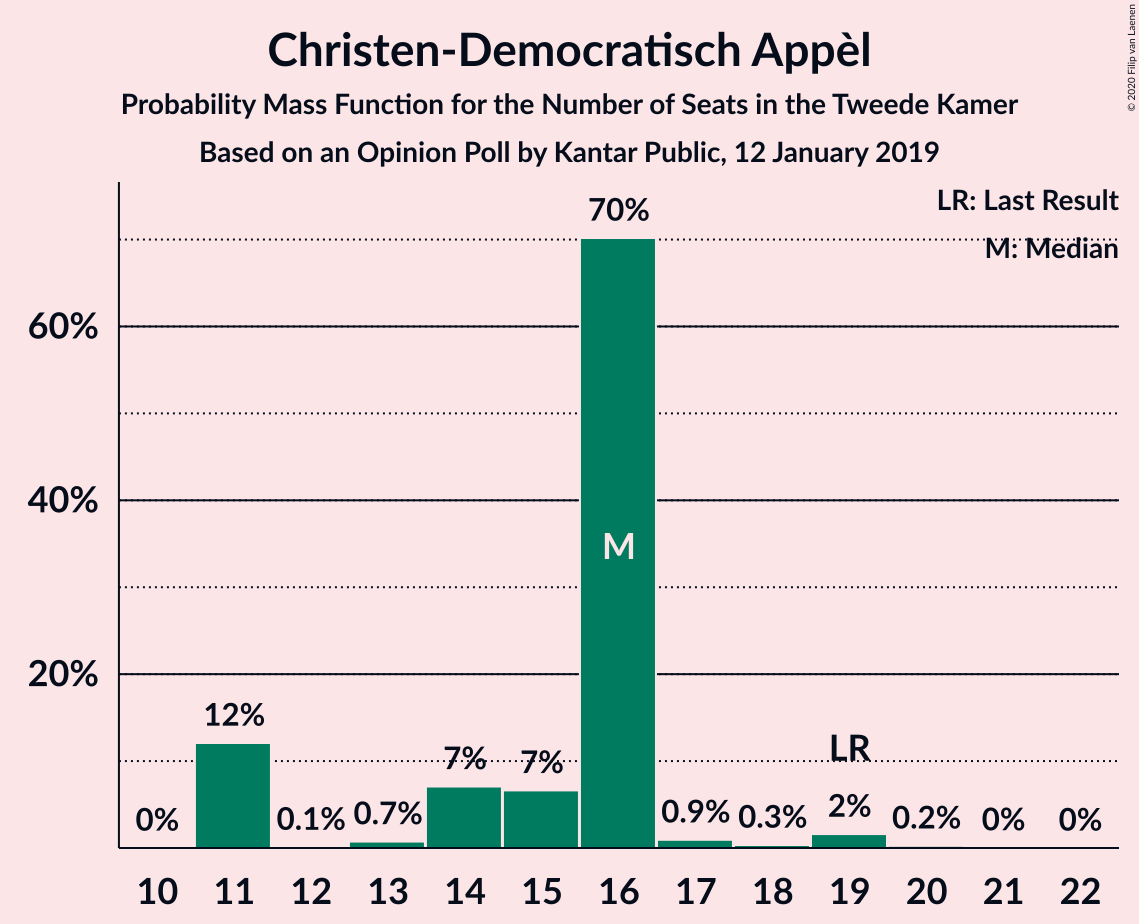 Christen-Democratisch Appèl
Probability Mass Function for the Number of Seats in the Tweede Kamer
Based on an Opinion Poll by Kantar Public, 12 January 2019
© 2020 Filip van Laenen
LR: Last Result
M: Median
60%
40%
20%
0%
12%
0.1%
0.7%
7%
7%
70%
M
0.9%
0.3%
LR
2%
0.2%
0%
0%
10 11 12 13 14 15 16 17 18 19 20 21 22